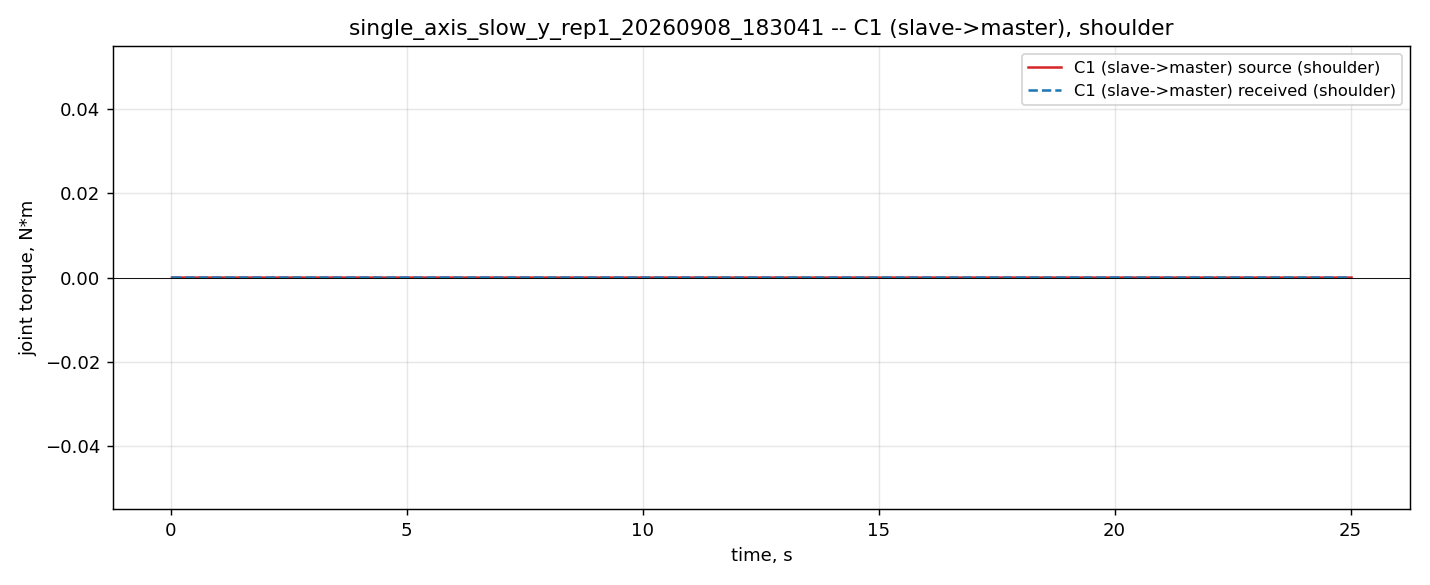 single_axis_slow_y_rep1_20260908_183041 -- C1 (slave->master), shoulder
C1 (slave->master) source (shoulder)
C1 (slave->master) received (shoulder)
joint torque, N*m
0.04
0.02
0.00
−0.02
−0.04
0
5
10
15
20
25
time, s